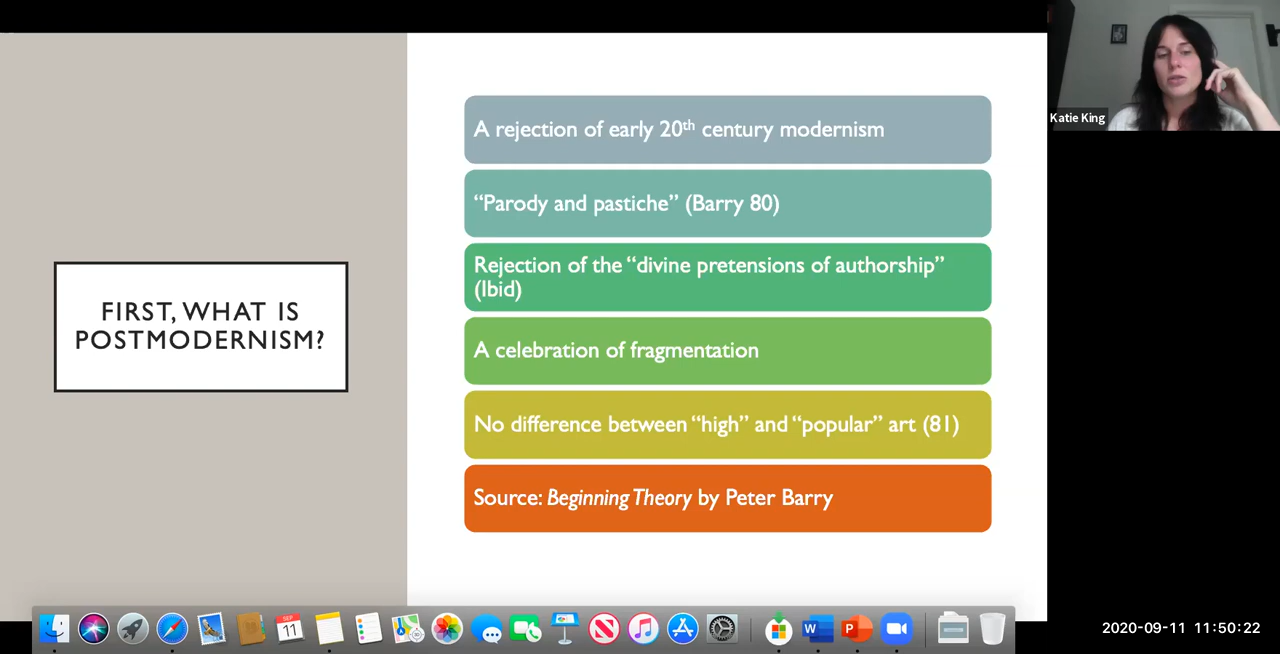 FIRST, WHAT IS
POSTMODERNISM?
A rejection of early 20th century modernism
“Parody and pastiche” (Barry 80)
Rejection of the “divine pretensions of authorship”
(Ibid)
A celebration of fragmentation
No difference between “high” and “popular” art (81)
Source: Beginning Theory by Peter Barry
Katie King
SEP
11
W
P
2020-09-11 11:50:22